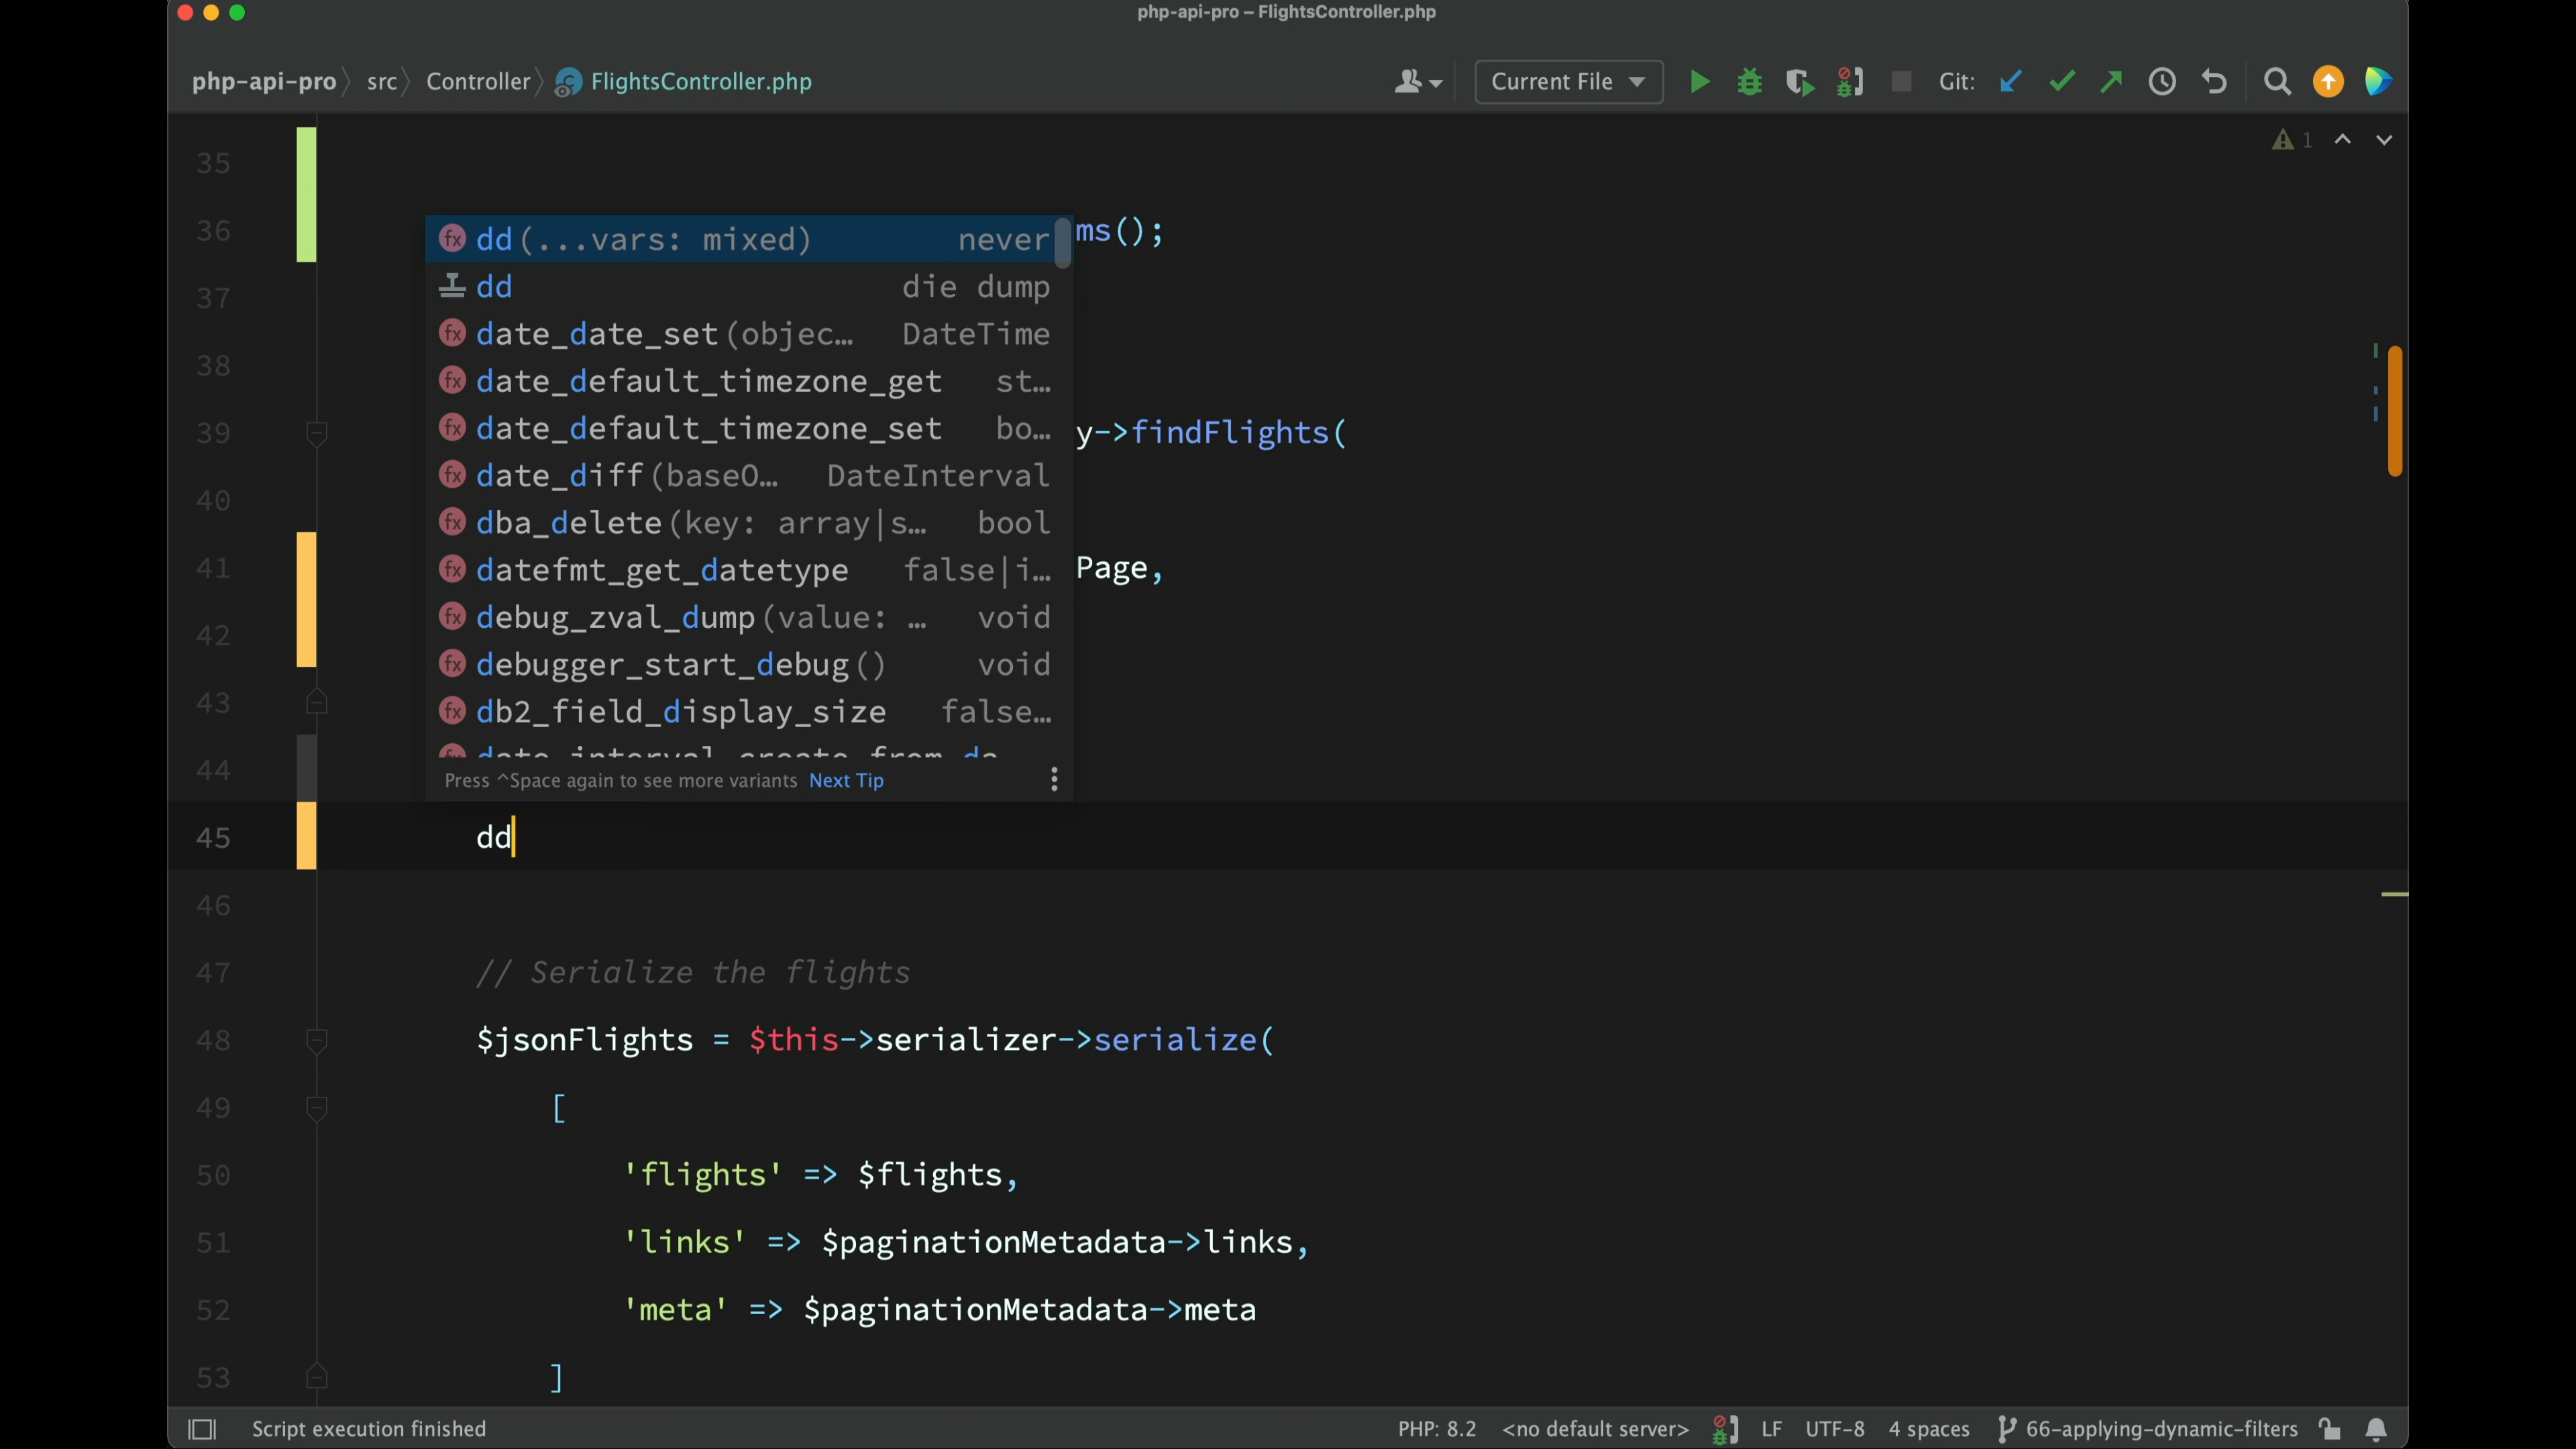 php-api-pro – FlightsController.php
php-api-pro src Controller FlightsController.php Current File Git:
1
35
36 ms();
dd(...vars: mixed) never
dd die dump
37
date_date_set(objec… DateTime
38
date_default_timezone_get st…
39 y->findFlights(
date_default_timezone_set bo…
date_diff(baseO… DateInterval
40
dba_delete(key: array|s… bool
41 Page,
datefmt_get_datetype false|i…
debug_zval_dump(value: … void
42
debugger_start_debug() void
43
db2_field_display_size false…
date_interval_create_from_da
44
Press ^Space again to see more variants Next Tip
45 dd
46
47 // Serialize the flights
48 $jsonFlights = $this->serializer->serialize(
49 [
50 'flights' => $flights,
51 'links' => $paginationMetadata->links,
52 'meta' => $paginationMetadata->meta
53 ]
Script execution finished PHP: 8.2 <no default server> LF UTF-8 4 spaces 66-applying-dynamic-filters